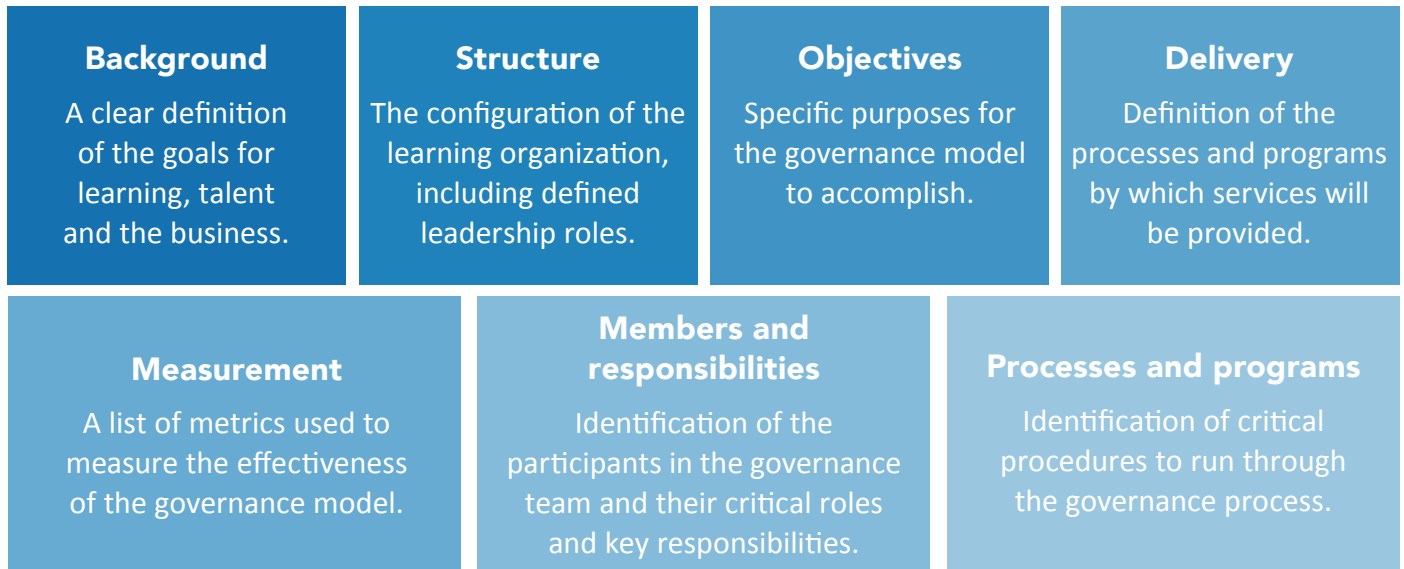 Background
A clear definition
of the goals for
learning, talent
and the business.
Structure
The configuration of the
learning organization,
including defined
leadership roles.
Objectives
Specific purposes for
the governance model
to accomplish.
Delivery
Definition of the
processes and programs
by which services will
be provided.
Measurement
A list of metrics used to
measure the effectiveness
of the governance model.
Members and
responsibilities
Identification of the
participants in the governance
team and their critical roles
and key responsibilities.
Processes and programs
Identification of critical
procedures to run through
the governance process.